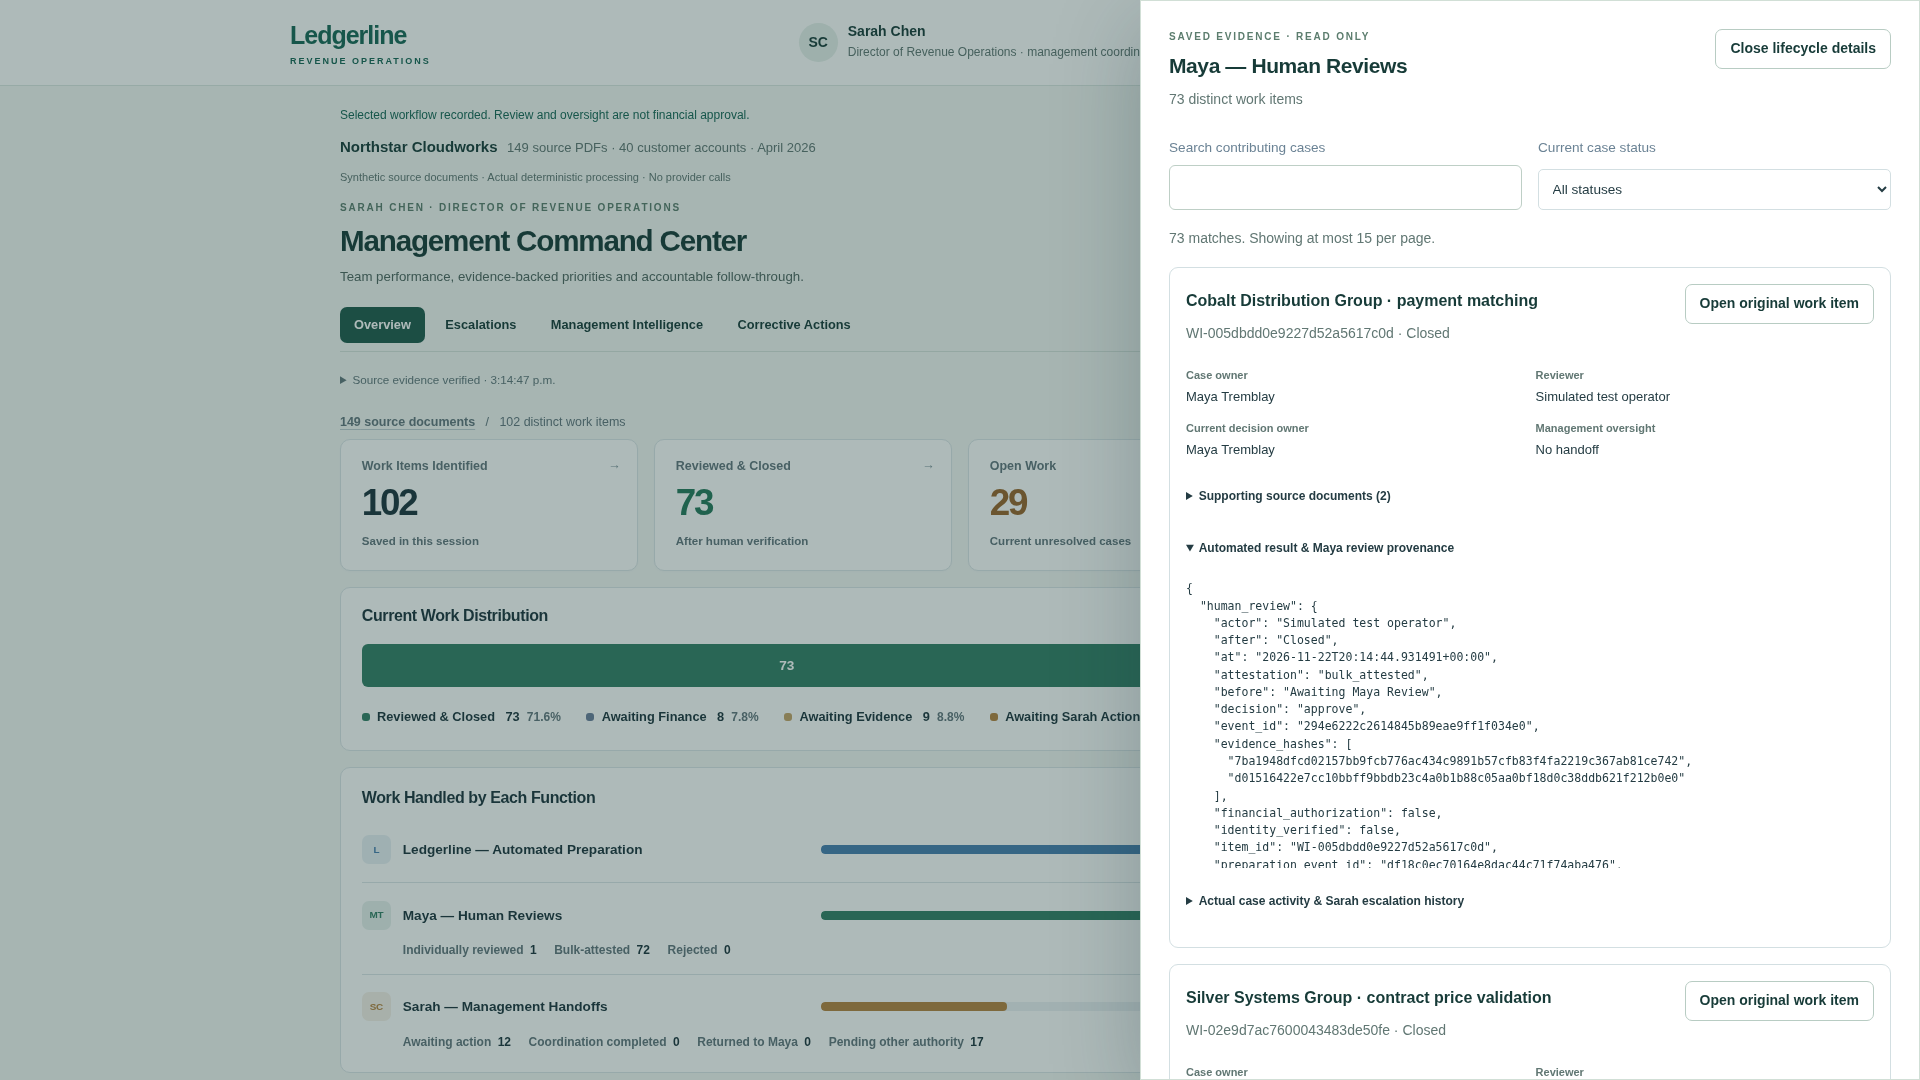 Ledgerline
REVENUE OPERATIONS
SC
Sarah Chen
Director of Revenue Operations · management coordin
Selected workflow recorded. Review and oversight are not financial approval.
Northstar Cloudworks 149 source PDFs · 40 customer accounts · April 2026
Synthetic source documents · Actual deterministic processing · No provider calls
SARAH CHEN · DIRECTOR OF REVENUE OPERATIONS
Management Command Center
Team performance, evidence-backed priorities and accountable follow-through.
Overview Escalations Management Intelligence Corrective Actions
▶ Source evidence verified · 3:14:47 p.m.
149 source documents / 102 distinct work items
Work Items Identified →
102
Saved in this session
Reviewed & Closed →
73
After human verification
Open Work
29
Current unresolved cases
Current Work Distribution
73
Reviewed & Closed 73 71.6% Awaiting Finance 8 7.8% Awaiting Evidence 9 8.8% Awaiting Sarah Action
Work Handled by Each Function
L Ledgerline — Automated Preparation
MT Maya — Human Reviews
Individually reviewed 1 Bulk-attested 72 Rejected 0
SC Sarah — Management Handoffs
Awaiting action 12 Coordination completed 0 Returned to Maya 0 Pending other authority 17
SAVED EVIDENCE · READ ONLY
Close lifecycle details
Maya — Human Reviews
73 distinct work items
Search contributing cases
Current case status
All statuses
73 matches. Showing at most 15 per page.
Cobalt Distribution Group · payment matching
Open original work item
WI-005dbdd0e9227d52a5617c0d · Closed
Case owner
Maya Tremblay
Reviewer
Simulated test operator
Current decision owner
Maya Tremblay
Management oversight
No handoff
▶ Supporting source documents (2)
▼ Automated result & Maya review provenance
{
"human_review": {
"actor": "Simulated test operator",
"after": "Closed",
"at": "2026-11-22T20:14:44.931491+00:00",
"attestation": "bulk_attested",
"before": "Awaiting Maya Review",
"decision": "approve",
"event_id": "294e6222c2614845b89eae9ff1f034e0",
"evidence_hashes": [
"7ba1948dfcd02157bb9fcb776ac434c9891b57cfb83f4fa2219c367ab81ce742",
"d01516422e7cc10bbff9bbdb23c4a0b1b88c05aa0bf18d0c38ddb621f212b0e0"
],
"financial_authorization": false,
"identity_verified": false,
"item_id": "WI-005dbdd0e9227d52a5617c0d",
"preparation_event_id": "df18c0ec70164e8dac44c71f74aba476",
▶ Actual case activity & Sarah escalation history
Silver Systems Group · contract price validation
Open original work item
WI-02e9d7ac7600043483de50fe · Closed
Case owner
Reviewer